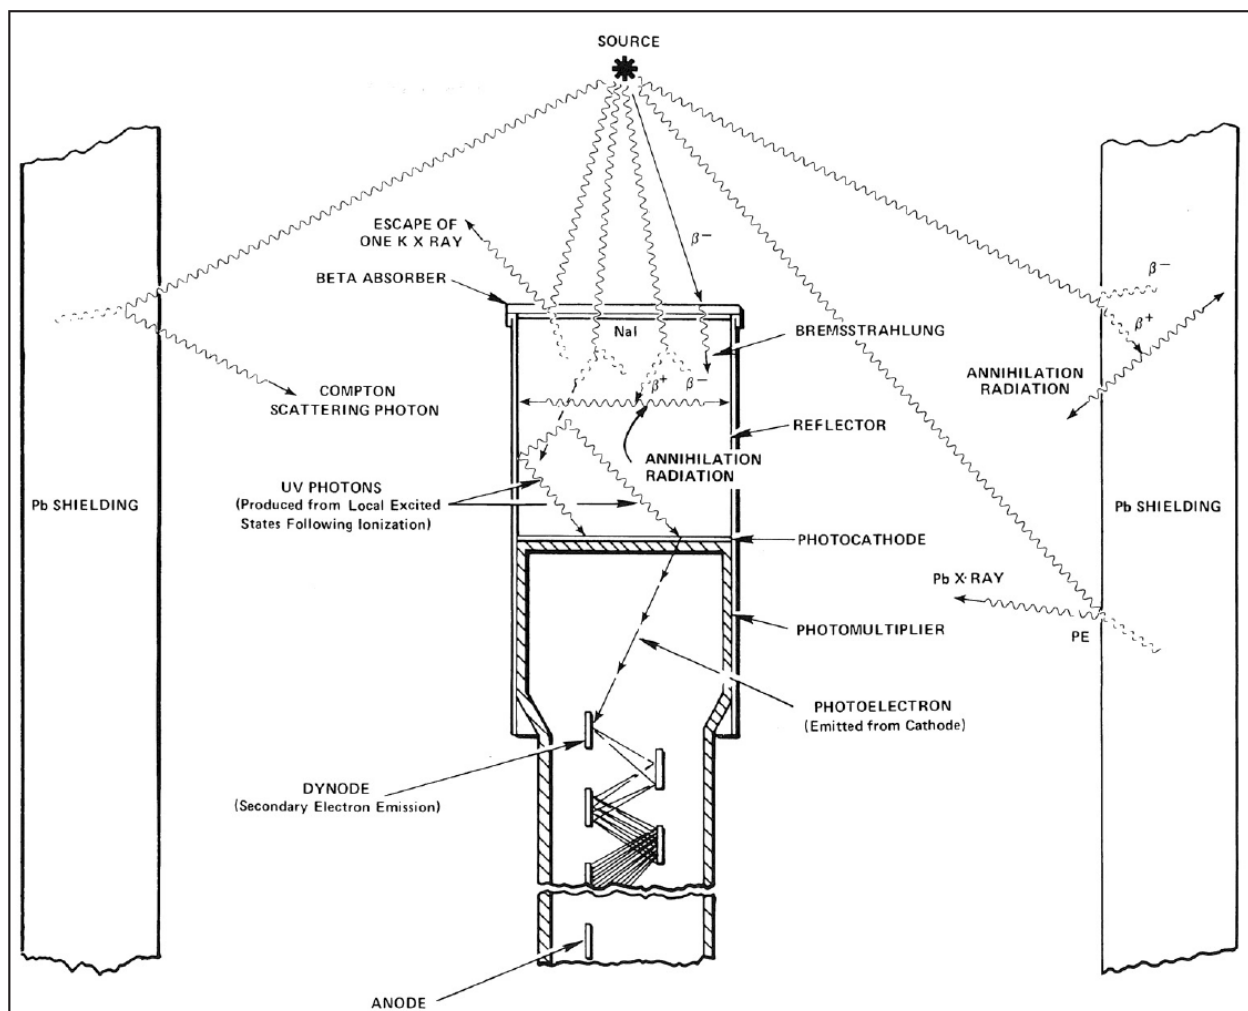 SOURCE
ESCAPE OF
ONE K X RAY
β−
BETA ABSORBER
β−
NaI
BREMSSTRAHLUNG
β+
COMPTON
SCATTERING PHOTON
β+
β−
ANNIHILATION
RADIATION
REFLECTOR
ANNIHILATION
RADIATION
UV PHOTONS
(Produced from Local Excited
States Following Ionization)
Pb SHIELDING
Pb SHIELDING
PHOTOCATHODE
Pb X·RAY
PE
PHOTOMULTIPLIER
PHOTOELECTRON
(Emitted from Cathode)
DYNODE
(Secondary Electron Emission)
ANODE